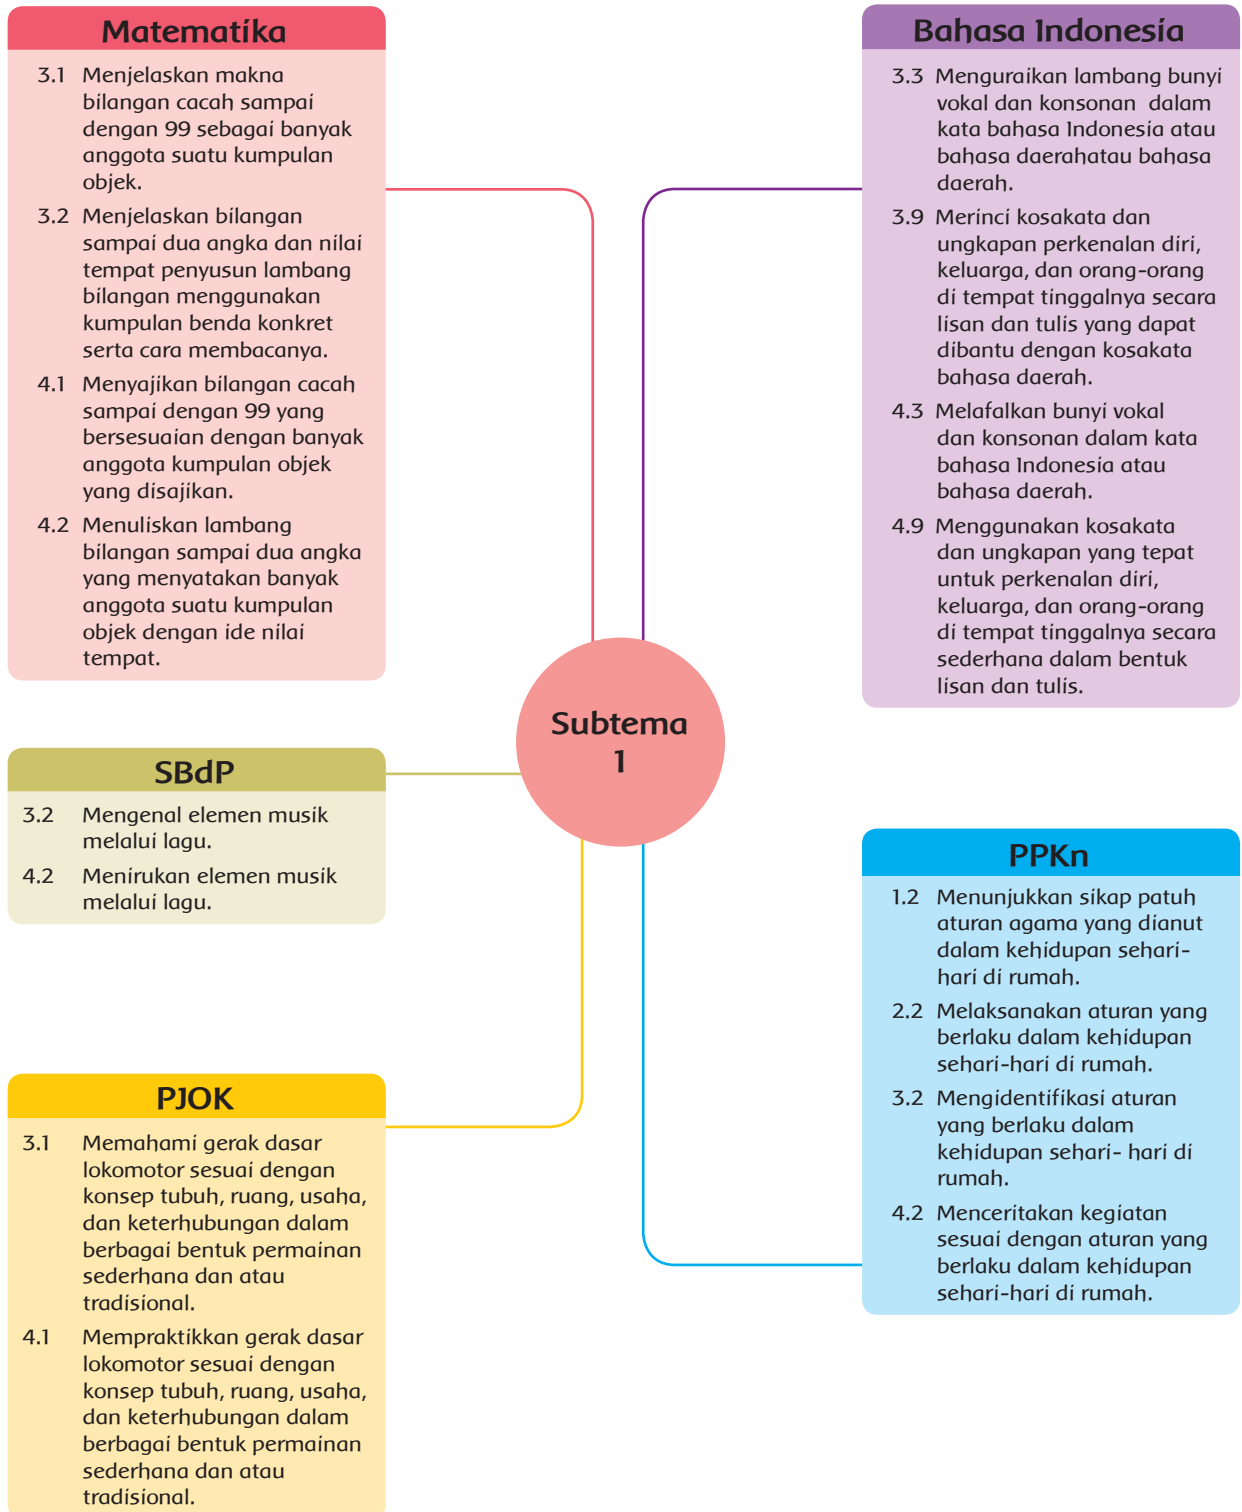 Matematika
3.1 Menjelaskan makna
bilangan cacah sampai
dengan 99 sebagai banyak
anggota suatu kumpulan
objek.
3.2 Menjelaskan bilangan
sampai dua angka dan nilai
tempat penyusun lambang
bilangan menggunakan
kumpulan benda konkret
serta cara membacanya.
4.1 Menyajikan bilangan cacah
sampai dengan 99 yang
bersesuaian dengan banyak
anggota kumpulan objek
yang disajikan.
4.2 Menuliskan lambang
bilangan sampai dua angka
yang menyatakan banyak
anggota suatu kumpulan
objek dengan ide nilai
tempat.
Bahasa Indonesia
3.3 Menguraikan lambang bunyi
vokal dan konsonan dalam
kata bahasa Indonesia atau
bahasa daerahatau bahasa
daerah.
3.9 Merinci kosakata dan
ungkapan perkenalan diri,
keluarga, dan orang-orang
di tempat tinggalnya secara
lisan dan tulis yang dapat
dibantu dengan kosakata
bahasa daerah.
4.3 Melafalkan bunyi vokal
dan konsonan dalam kata
bahasa Indonesia atau
bahasa daerah.
4.9 Menggunakan kosakata
dan ungkapan yang tepat
untuk perkenalan diri,
keluarga, dan orang-orang
di tempat tinggalnya secara
sederhana dalam bentuk
lisan dan tulis.
Subtema
1
SBdP
3.2 Mengenal elemen musik
melalui lagu.
4.2 Menirukan elemen musik
melalui lagu.
PPKn
1.2 Menunjukkan sikap patuh
aturan agama yang dianut
dalam kehidupan sehari-
hari di rumah.
2.2 Melaksanakan aturan yang
berlaku dalam kehidupan
sehari-hari di rumah.
3.2 Mengidentifikasi aturan
yang berlaku dalam
kehidupan sehari- hari di
rumah.
4.2 Menceritakan kegiatan
sesuai dengan aturan yang
berlaku dalam kehidupan
sehari-hari di rumah.
PJOK
3.1 Memahami gerak dasar
lokomotor sesuai dengan
konsep tubuh, ruang, usaha,
dan keterhubungan dalam
berbagai bentuk permainan
sederhana dan atau
tradisional.
4.1 Mempraktikkan gerak dasar
lokomotor sesuai dengan
konsep tubuh, ruang, usaha,
dan keterhubungan dalam
berbagai bentuk permainan
sederhana dan atau
tradisional.